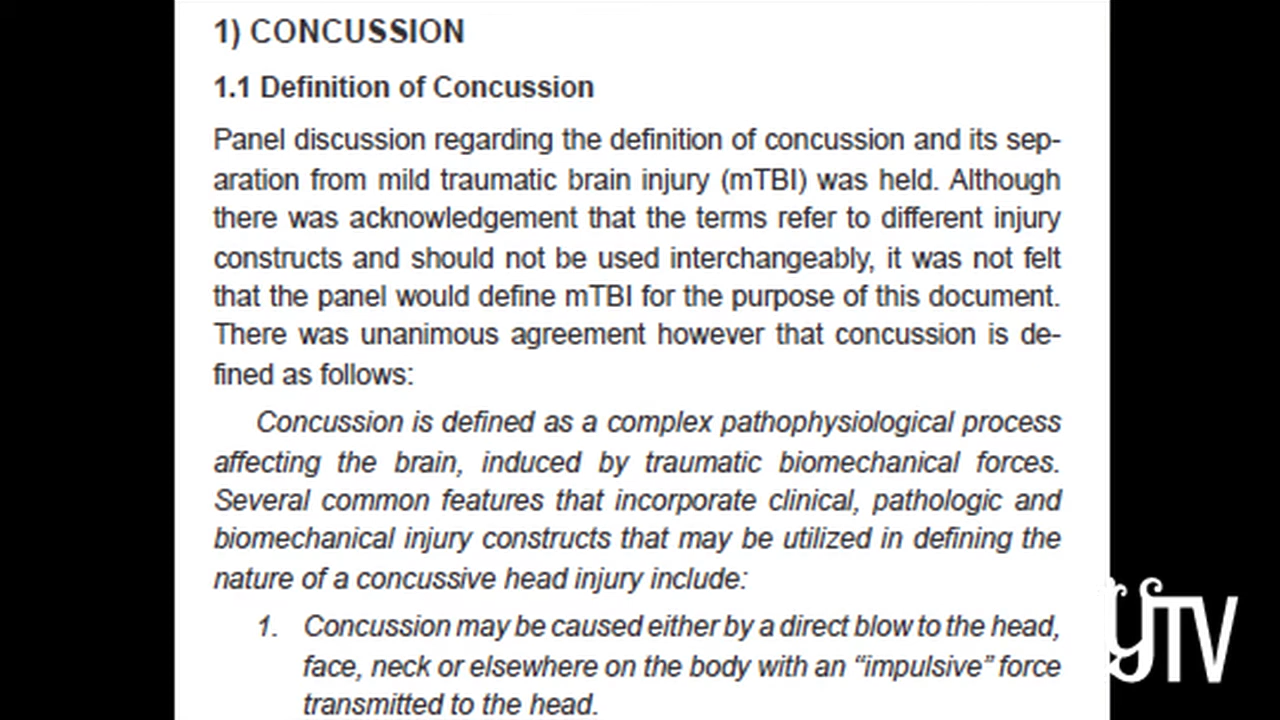 1) CONCUSSION
1.1 Definition of Concussion
Panel discussion regarding the definition of concussion and its sep-
aration from mild traumatic brain injury (mTBI) was held. Although
there was acknowledgement that the terms refer to different injury
constructs and should not be used interchangeably, it was not felt
that the panel would define mTBI for the purpose of this document.
There was unanimous agreement however that concussion is de-
fined as follows:
Concussion is defined as a complex pathophysiological process
affecting the brain, induced by traumatic biomechanical forces.
Several common features that incorporate clinical, pathologic and
biomechanical injury constructs that may be utilized in defining the
nature of a concussive head injury include:
1. Concussion may be caused either by a direct blow to the head,
face, neck or elsewhere on the body with an “impulsive” force
transmitted to the head.
YTV